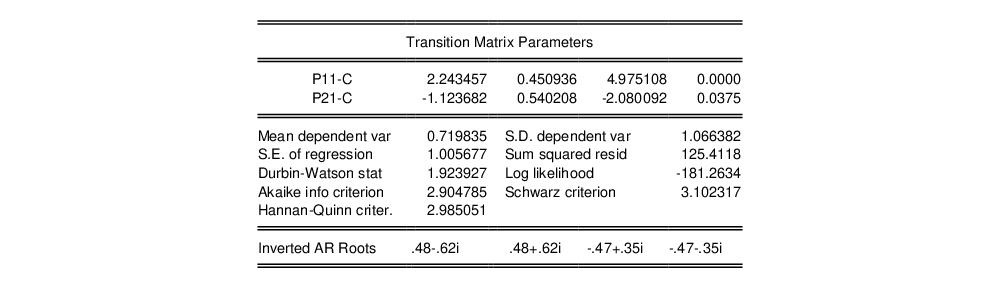 Transition Matrix Parameters
P11-C 2.243457 0.450936 4.975108 0.0000
P21-C -1.123682 0.540208 -2.080092 0.0375
Mean dependent var 0.719835 S.D. dependent var 1.066382
S.E. of regression 1.005677 Sum squared resid 125.4118
Durbin-Watson stat 1.923927 Log likelihood -181.2634
Akaike info criterion 2.904785 Schwarz criterion 3.102317
Hannan-Quinn criter. 2.985051
Inverted AR Roots .48-.62i .48+.62i -.47+.35i -.47-.35i